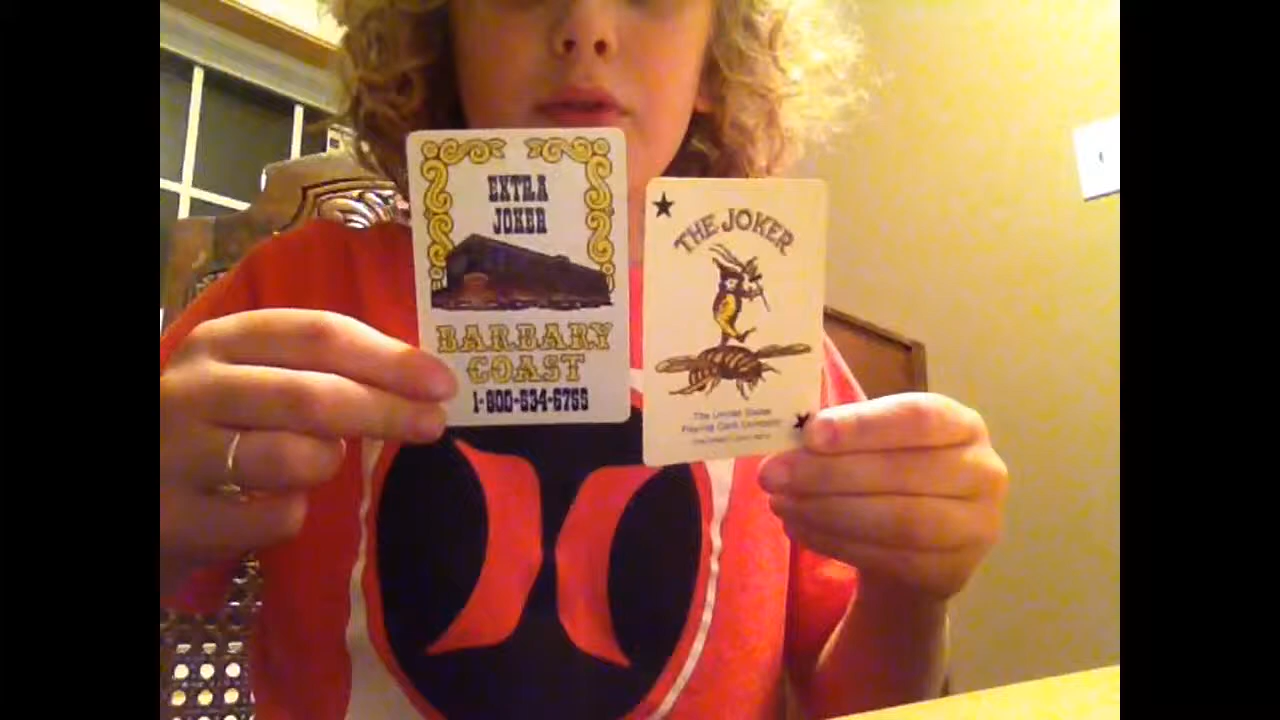 EXTRA
JOKER
BARBARY
COAST
1-800-634-6755
THE JOKER
The United States
Playing Card Company